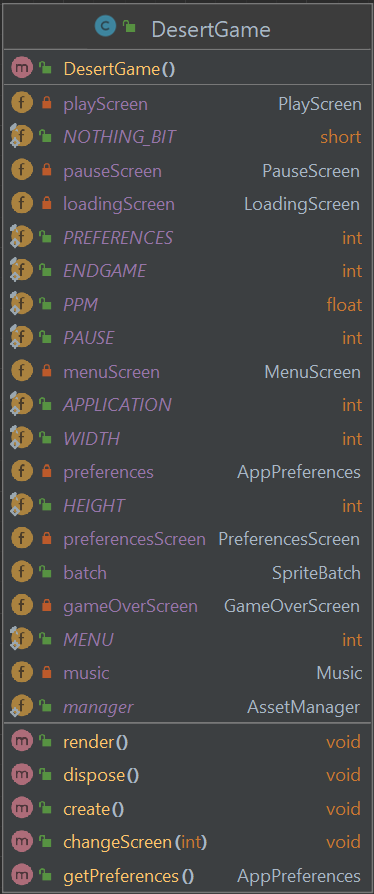 DesertGame
DesertGame()
playScreen PlayScreen
NOTHING_BIT short
pauseScreen PauseScreen
loadingScreen LoadingScreen
PREFERENCES int
ENDGAME int
PPM float
PAUSE int
menuScreen MenuScreen
APPLICATION int
WIDTH int
preferences AppPreferences
HEIGHT int
preferencesScreen PreferencesScreen
batch SpriteBatch
gameOverScreen GameOverScreen
MENU int
music Music
manager AssetManager
render() void
dispose() void
create() void
changeScreen(int) void
getPreferences() AppPreferences